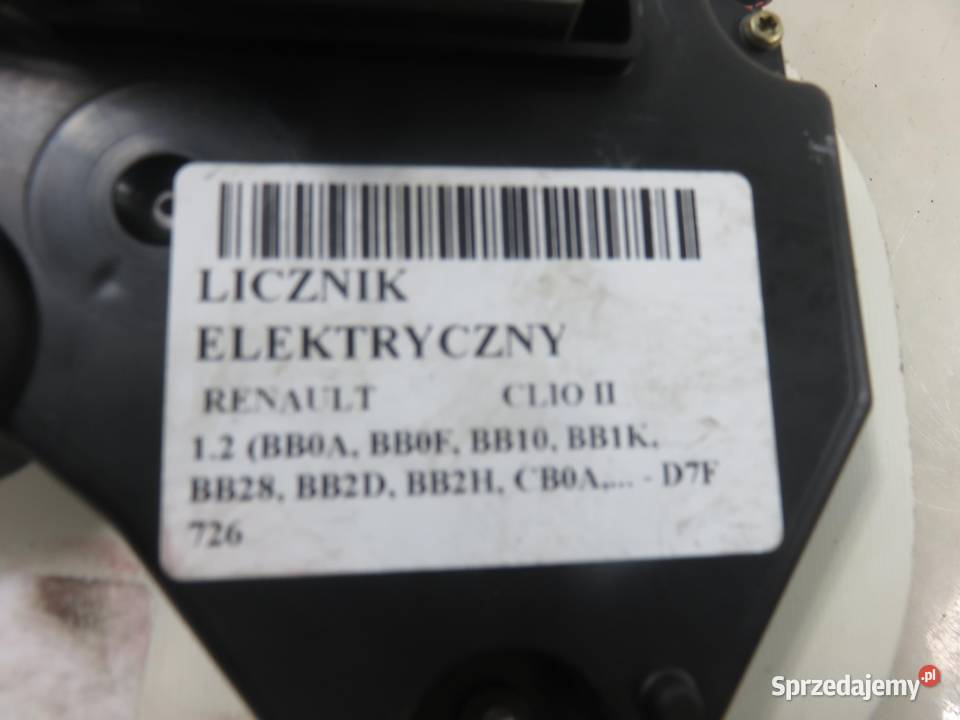 LICZNIK
ELEKTRYCZNY
RENAULT CLIO II
1.2 (BB0A, BB0F, BB10, BB1K,
BB28, BB2D, BB2H, CB0A,... - D7F
726
Sprzedajemy.pl